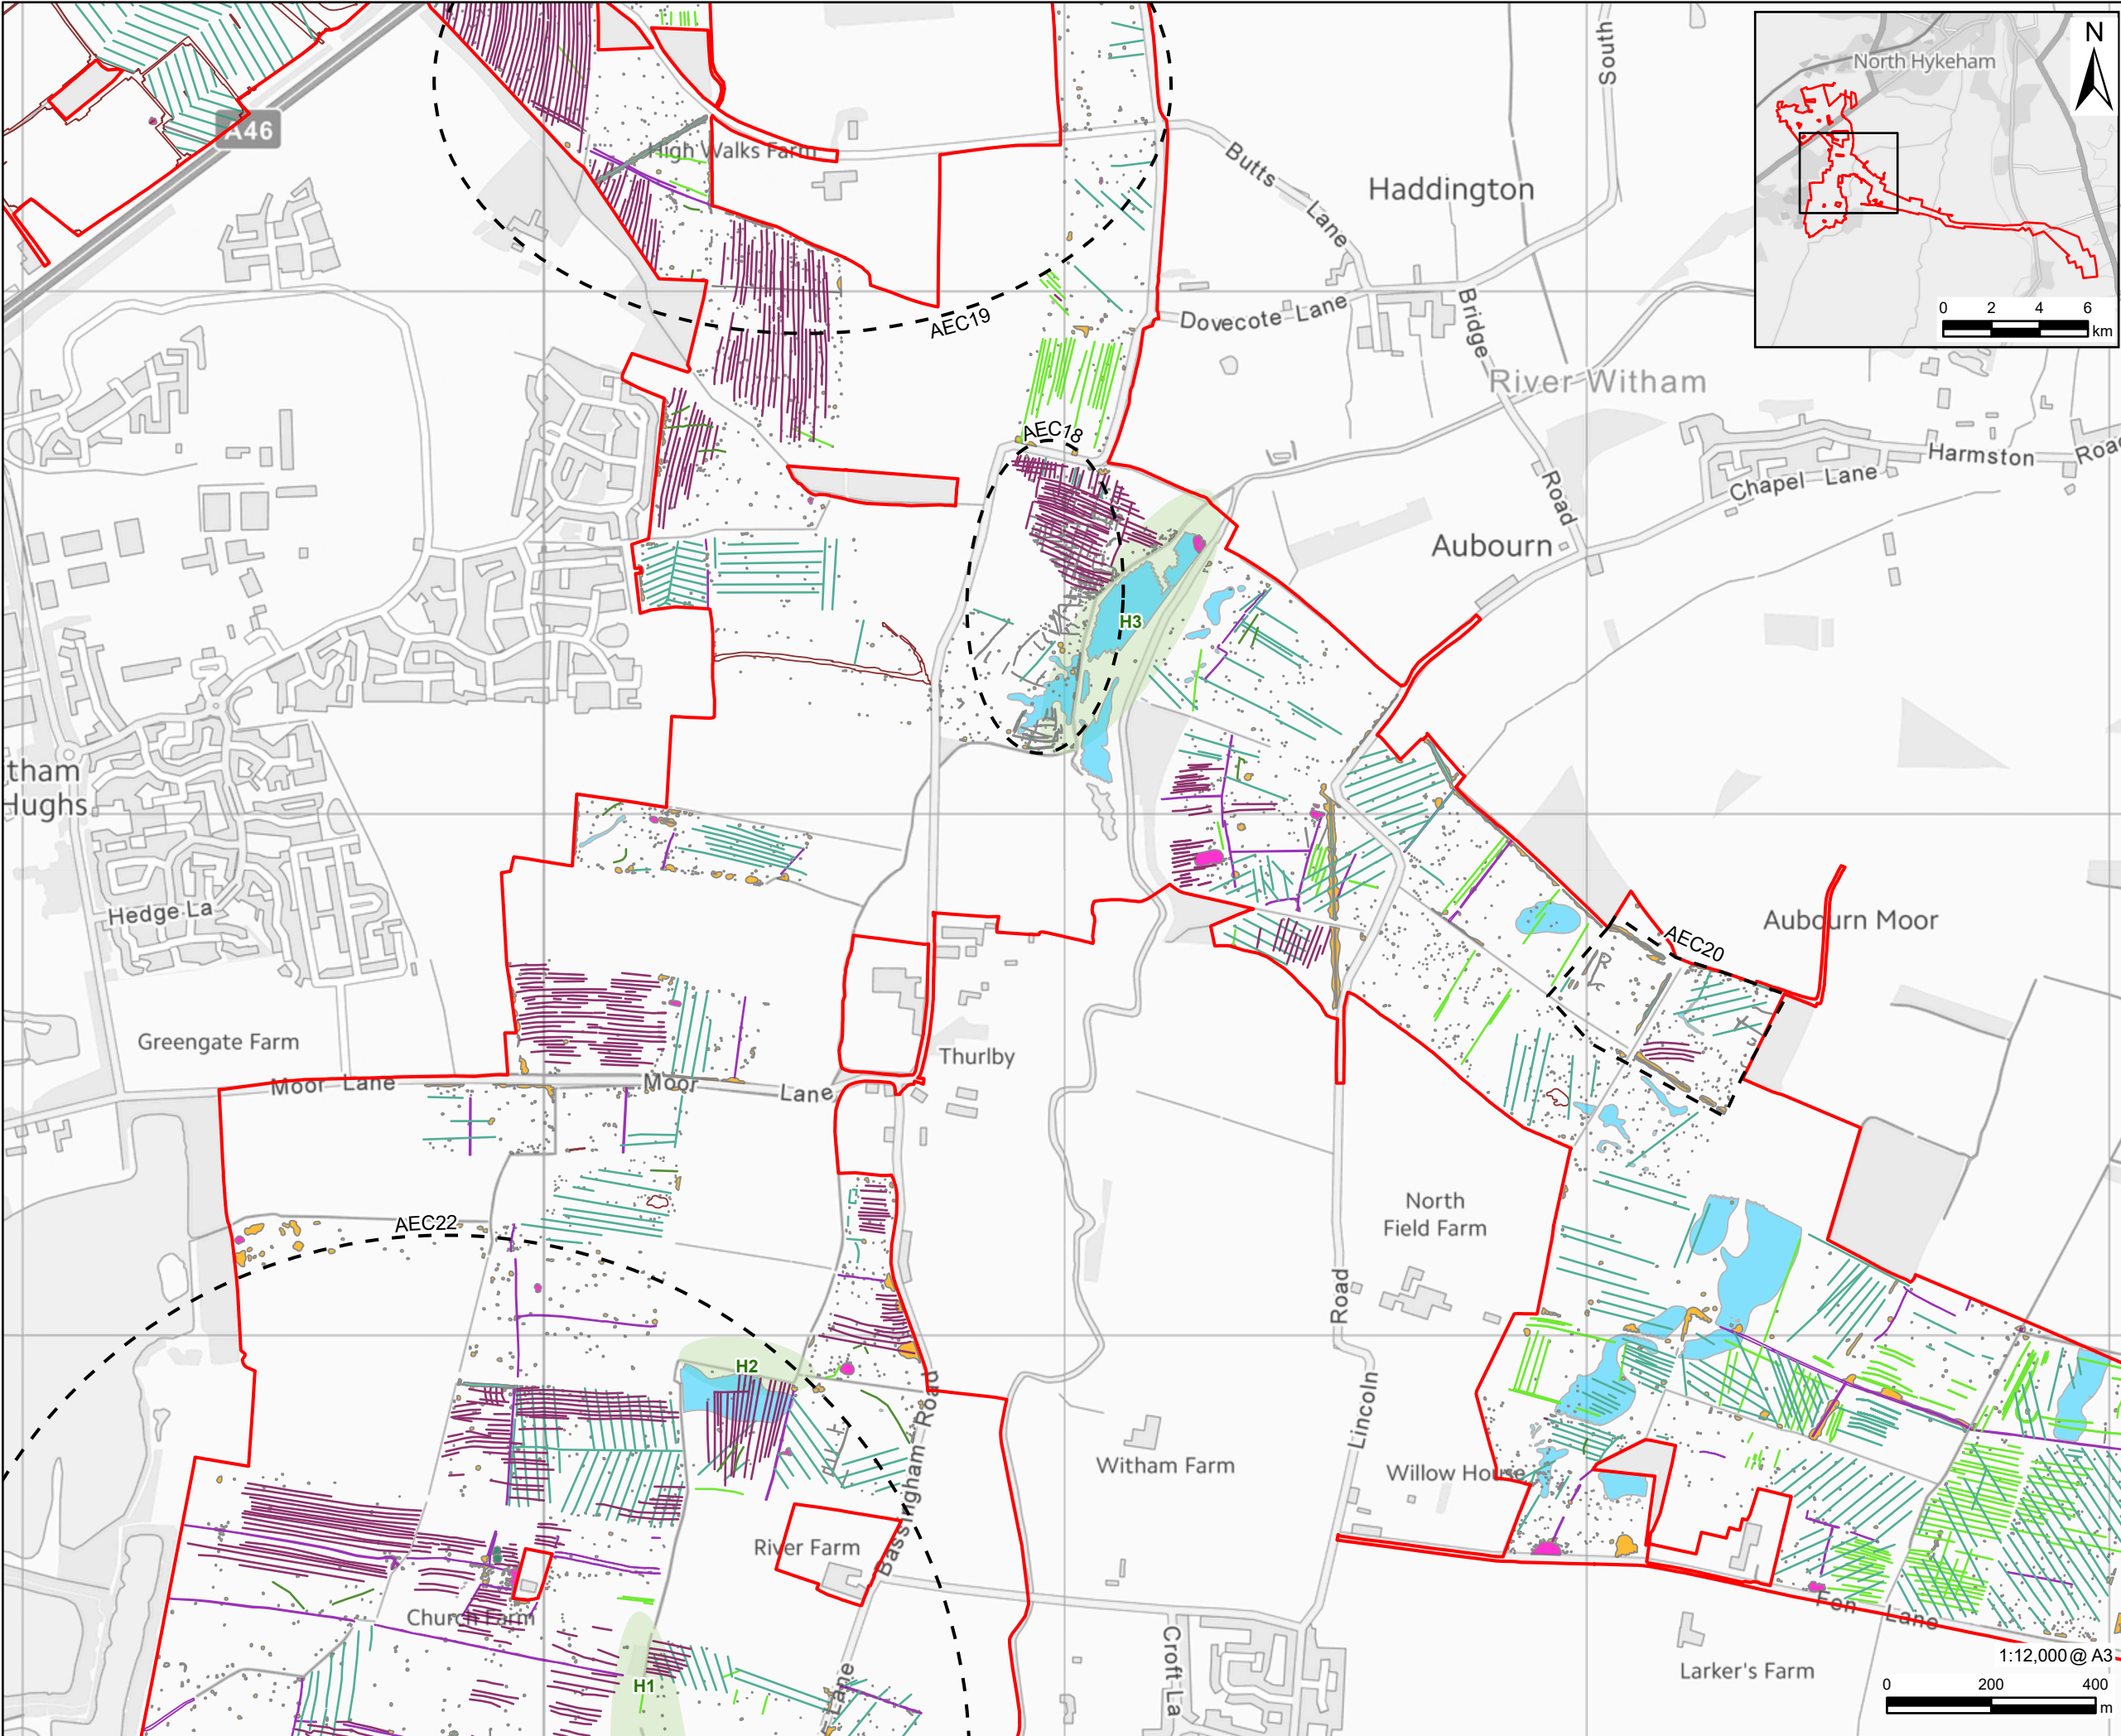 North Hykeham
N
0 2 4 6
km
South
A46
High Walks Farm
Butts
Lane
Haddington
AEC19
Dovecote Lane
Bridge
Road
River Witham
AEC18
Chapel Lane
Harmston
Road
Aubourn
H3
tham
Hughs
Hedge La
Aubourn Moor
AEC20
Greengate Farm
Moor Lane
Moor
Lane
Thurlby
North
Field Farm
AEC22
Road
Lincoln
H2
Bassingham Road
Witham Farm
Willow House
River Farm
Church Farm
Fen Lane
H1
Lane
Croft La
Larker's Farm
1:12,000 @ A3
0 200 400
m